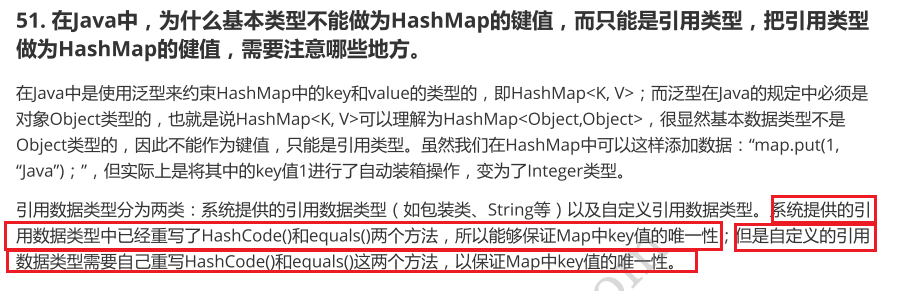 51. 在Java中，为什么基本类型不能做为HashMap的键值，而只能是引用类型，把引用类型
做为HashMap的健值，需要注意哪些地方。
在Java中是使用泛型来约束HashMap中的key和value的类型的，即HashMap<K, V>；而泛型在Java的规定中必须是
对象Object类型的，也就是说HashMap<K, V>可以理解为HashMap<Object,Object>，很显然基本数据类型不是
Object类型的，因此不能作为键值，只能是引用类型。虽然我们在HashMap中可以这样添加数据：“map.put(1,
“Java”)；”，但实际上是将其中的key值1进行了自动装箱操作，变为了Integer类型。
引用数据类型分为两类：系统提供的引用数据类型（如包装类、String等）以及自定义引用数据类型。系统提供的引
用数据类型中已经重写了HashCode()和equals()两个方法，所以能够保证Map中key值的唯一性；但是自定义的引用
数据类型需要自己重写HashCode()和equals()这两个方法，以保证Map中key值的唯一性。